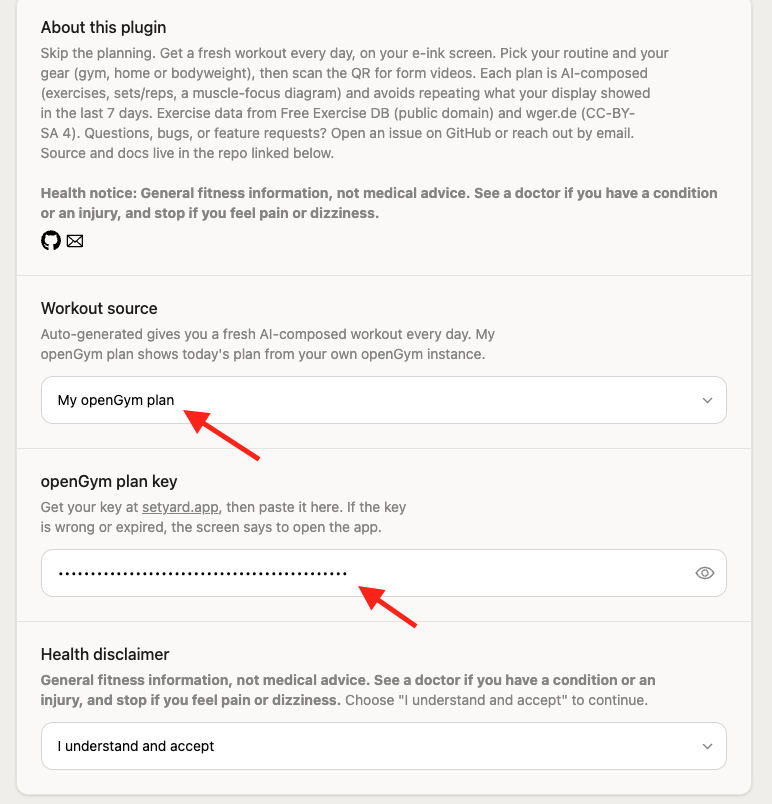 About this plugin
Skip the planning. Get a fresh workout every day, on your e-ink screen. Pick your routine and your
gear (gym, home or bodyweight), then scan the QR for form videos. Each plan is AI-composed
(exercises, sets/reps, a muscle-focus diagram) and avoids repeating what your display showed
in the last 7 days. Exercise data from Free Exercise DB (public domain) and wger.de (CC-BY-
SA 4). Questions, bugs, or feature requests? Open an issue on GitHub or reach out by email.
Source and docs live in the repo linked below.
Health notice: General fitness information, not medical advice. See a doctor if you have a condition
or an injury, and stop if you feel pain or dizziness.
Workout source
Auto-generated gives you a fresh AI-composed workout every day. My
openGym plan shows today's plan from your own openGym instance.
My openGym plan
openGym plan key
Get your key at setyard.app, then paste it here. If the key
is wrong or expired, the screen says to open the app.
Health disclaimer
General fitness information, not medical advice. See a doctor if you have a condition or an
injury, and stop if you feel pain or dizziness. Choose "I understand and accept" to continue.
I understand and accept